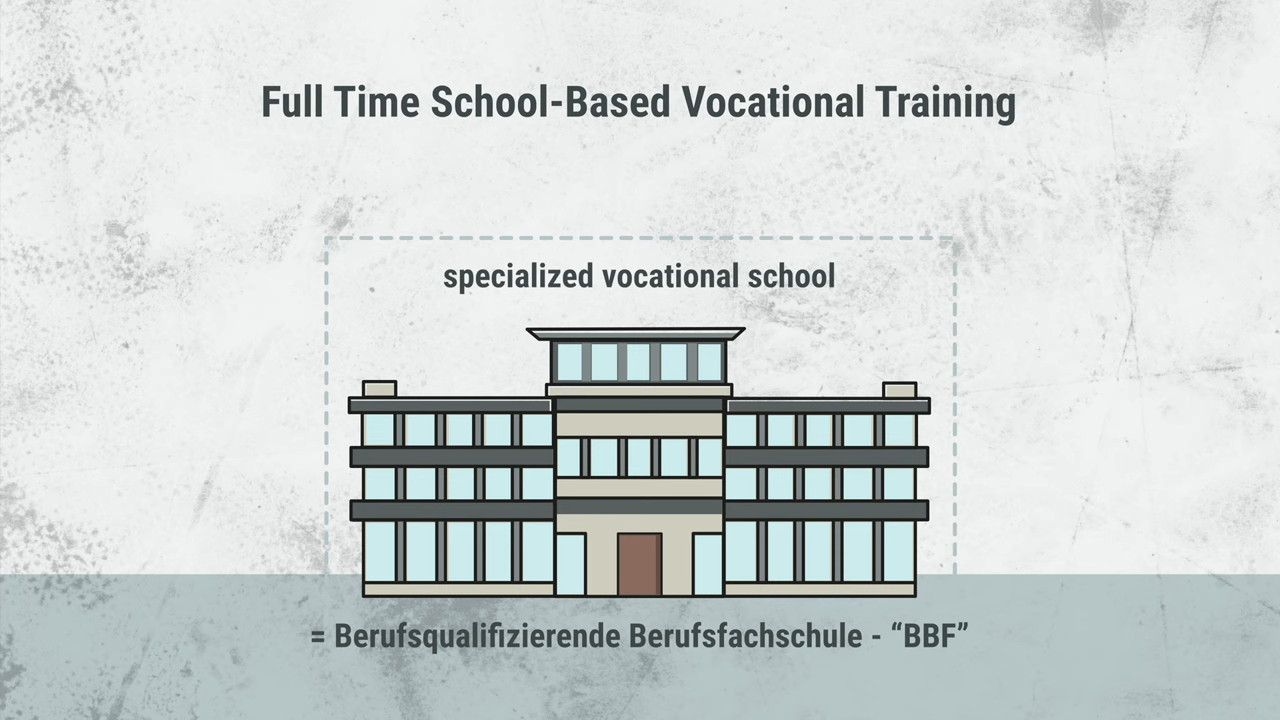 Full Time School-Based Vocational Training
specialized vocational school
= Berufsqualifizierende Berufsfachschule - “BBF”